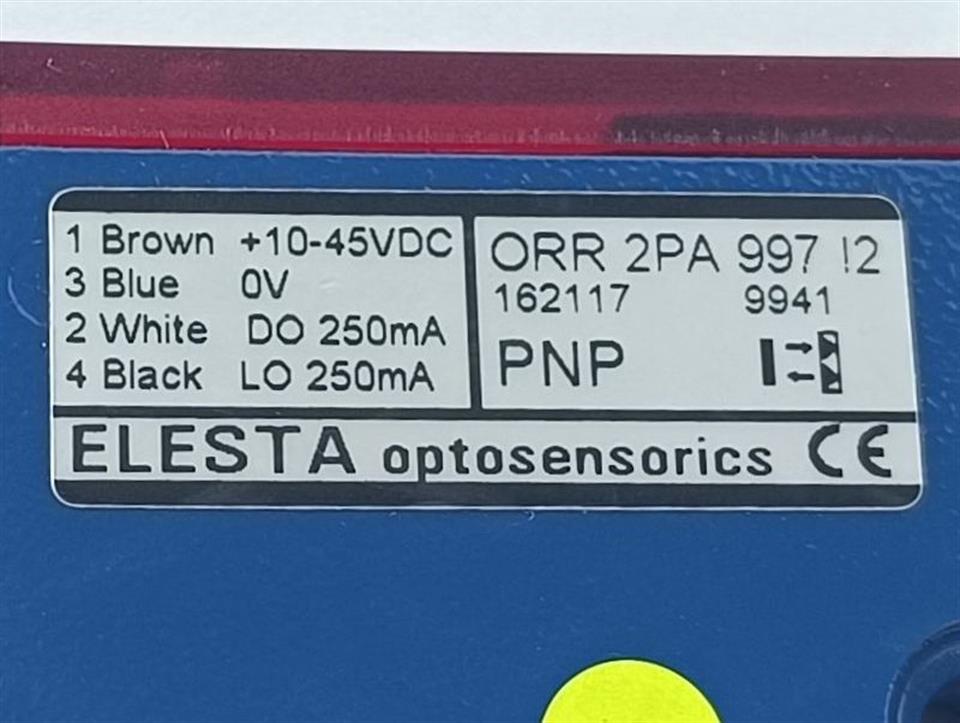 1 Brown +10-45VDC
3 Blue 0V
2 White DO 250mA
4 Black LO 250mA
ORR 2PA 997 !2
162117 9941
PNP
ELESTA optosensorics CE